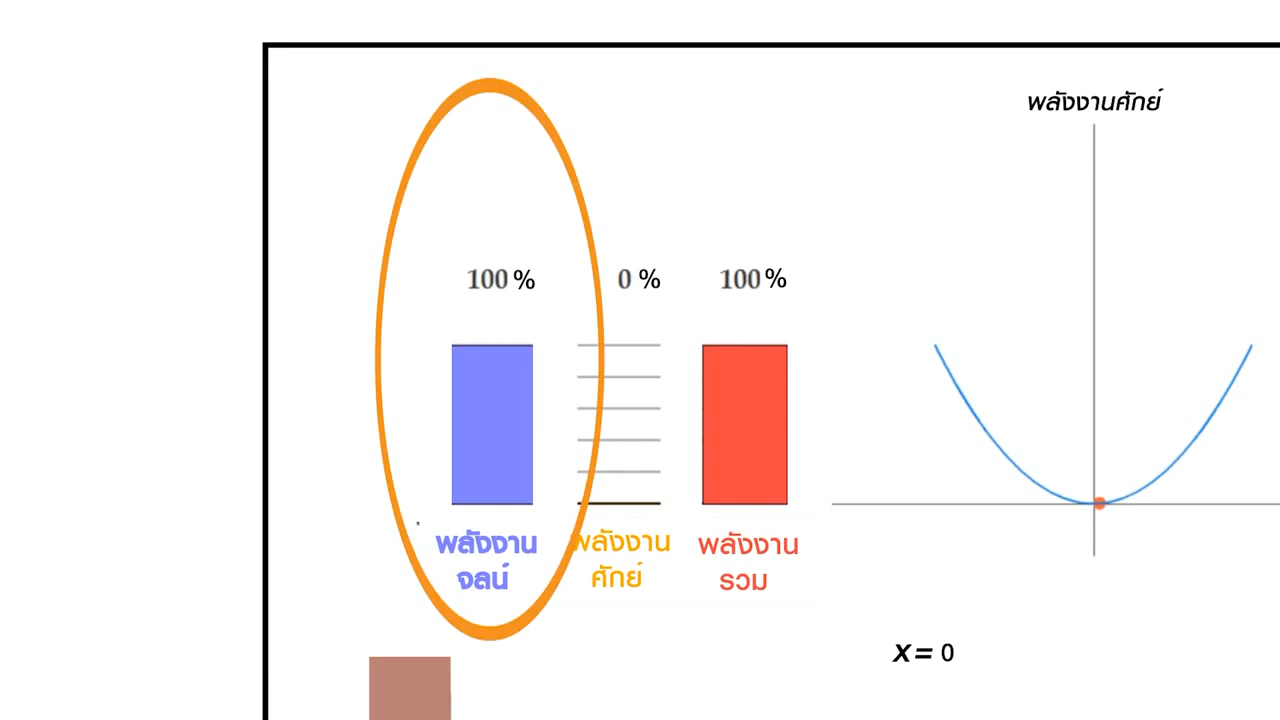 พลังงานศักย์
100 % 0 % 100 %
พลังงาน พลังงาน พลังงาน
จลน์ ศักย์ รวม
x = 0